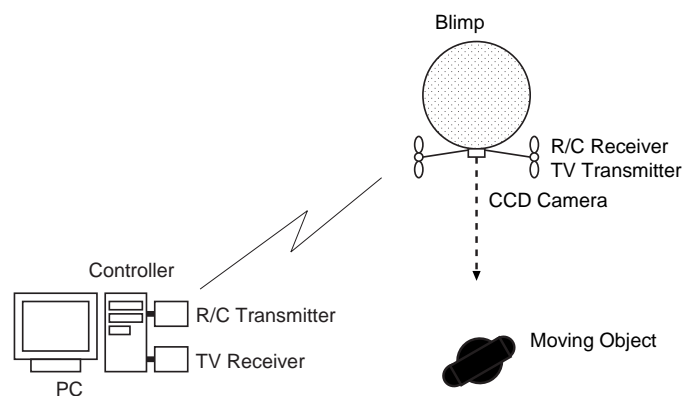 Blimp
R/C Receiver
TV Transmitter
CCD Camera
Controller
R/C Transmitter
TV Receiver
PC
Moving Object